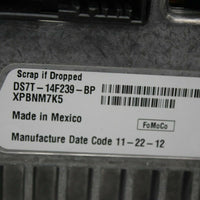 Scrap if Dropped
DS7T-14F239-BP
XPBNM7K5
Made in Mexico
FoMoCo
Manufacture Date Code 11-22-12